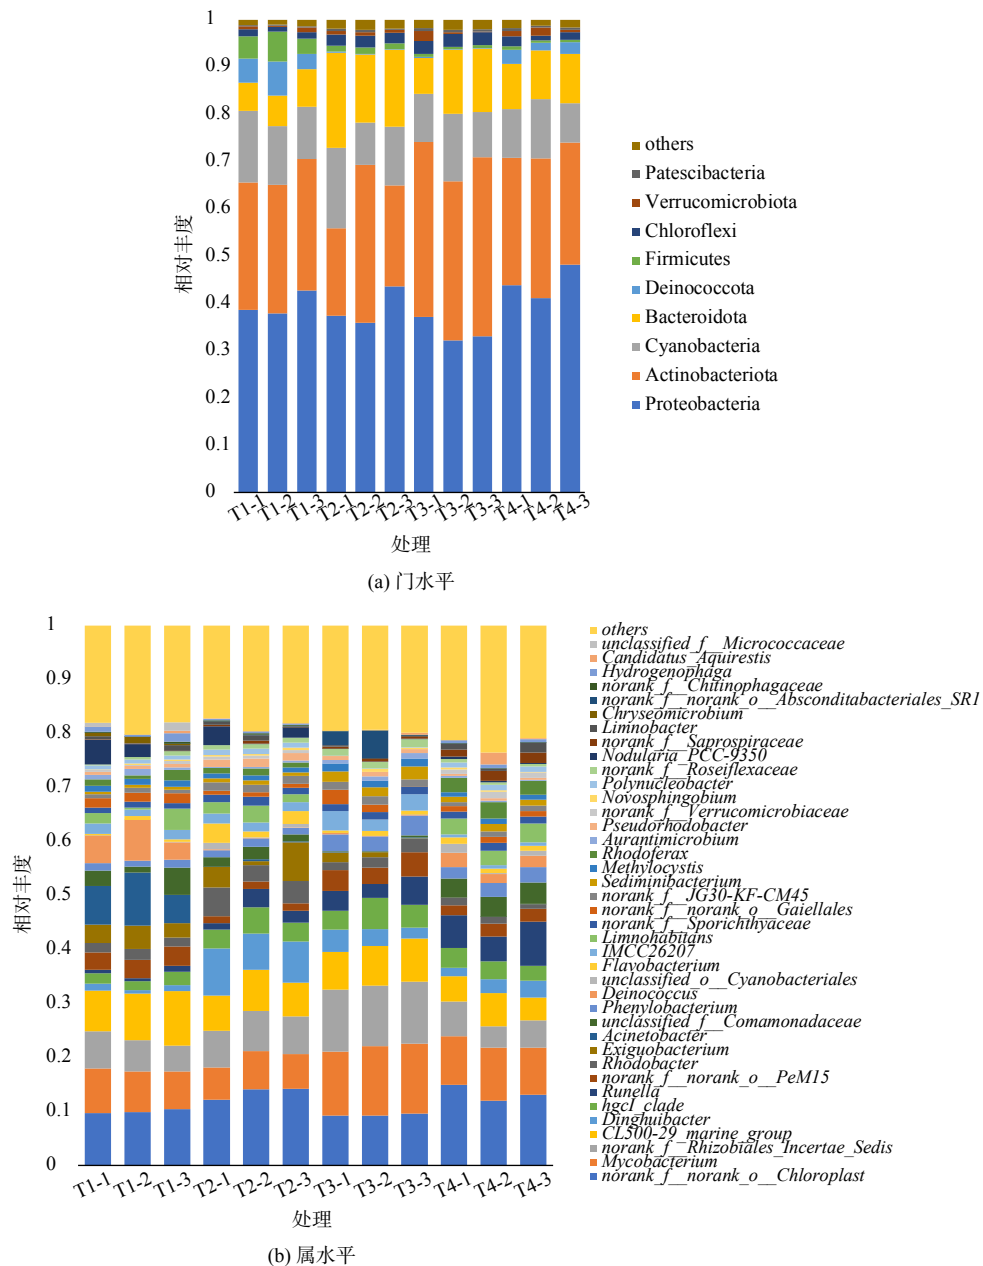 1
0.9
0.8
0.7
0.6
0.5
0.4
0.3
0.2
0.1
0
相对丰度
T1-1
T1-2
T1-3
T2-1
T2-2
T2-3
T3-1
T3-2
T3-3
T4-1
T4-2
T4-3
处理
others
Patescibacteria
Verrucomicrobiota
Chloroflexi
Firmicutes
Deinococcota
Bacteroidota
Cyanobacteria
Actinobacteriota
Proteobacteria
(a) 门水平
1
0.9
0.8
0.7
0.6
0.5
0.4
0.3
0.2
0.1
0
相对丰度
T1-1
T1-2
T1-3
T2-1
T2-2
T2-3
T3-1
T3-2
T3-3
T4-1
T4-2
T4-3
处理
others
unclassified_f__Micrococcaceae
Candidatus_Aquirestis
Hydrogenophaga
norank_f__Chitinophagaceae
norank_f__norank_o__Absconditabacteriales_SR1
Chryseomicrobium
Limnobacter
norank_f__Saprospiraceae
Nodularia_PCC-9350
norank_f__Roseiflexaceae
Polynucleobacter
Novosphingobium
norank_f__Verrucomicrobiaceae
Pseudorhodobacter
Aurantimicrobium
Rhodoferax
Methylocystis
Sediminibacterium
norank_f__JG30-KF-CM45
norank_f__norank_o__Gaiellales
norank_f__Sporichthyaceae
Limnohabitans
IMCC26207
Flavobacterium
unclassified_o__Cyanobacteriales
Deinococcus
Phenylobacterium
unclassified_f__Comamonadaceae
Acinetobacter
Exiguobacterium
Rhodobacter
norank_f__norank_o__PeM15
Runella
hgcI_clade
Dinghuibacter
CL500-29_marine_group
norank_f__Rhizobiales_Incertae_Sedis
Mycobacterium
norank_f__norank_o__Chloroplast
(b) 属水平